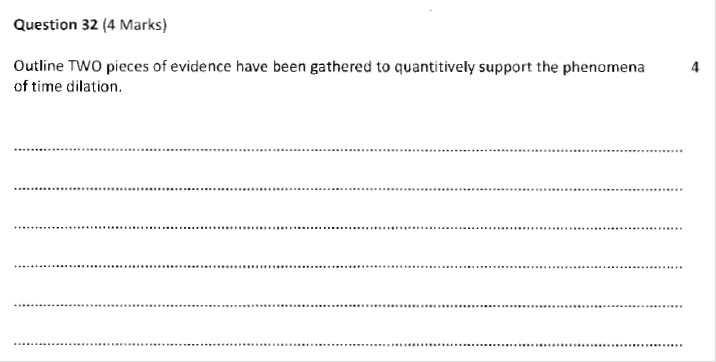 Question 32 (4 Marks)
Outline TWO pieces of evidence have been gathered to quantitively support the phenomena 4
of time dilation.